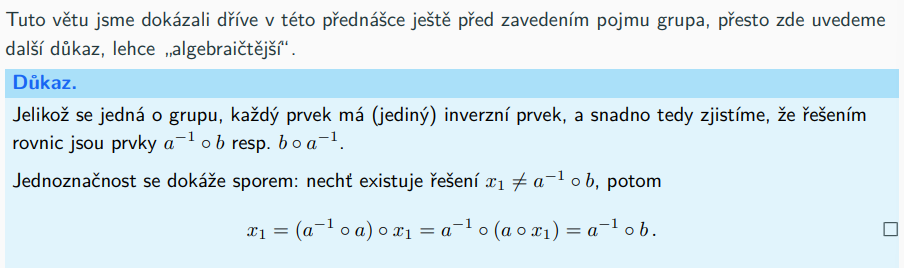 Tuto větu jsme dokázali dříve v této přednášce ještě před zavedením pojmu grupa, přesto zde uvedeme
další důkaz, lehce „algebraičtější“.
Důkaz.
Jelikož se jedná o grupu, každý prvek má (jediný) inverzní prvek, a snadno tedy zjistíme, že řešením
rovnic jsou prvky a⁻¹ ∘ b resp. b ∘ a⁻¹.
Jednoznačnost se dokáže sporem: nechť existuje řešení x₁ ≠ a⁻¹ ∘ b, potom
x₁ = (a⁻¹ ∘ a) ∘ x₁ = a⁻¹ ∘ (a ∘ x₁) = a⁻¹ ∘ b . □